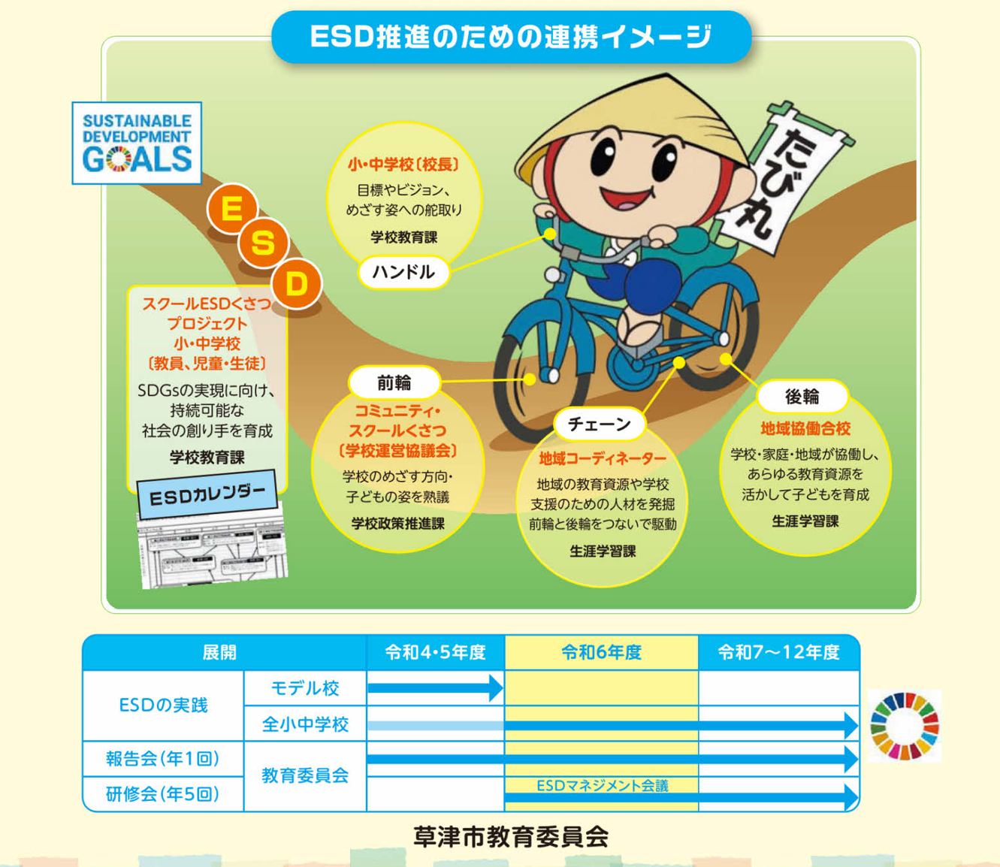 ESD推進のための連携イメージ
SUSTAINABLE
DEVELOPMENT
GOALS
E
S
D
小・中学校〔校長〕
目標やビジョン、
めざす姿への舵取り
学校教育課
ハンドル
たび丸
スクールESDくさつ
プロジェクト
小・中学校
〔教員、児童・生徒〕
SDGsの実現に向け、
持続可能な
社会の創り手を育成
学校教育課
ESDカレンダー
前輪
コミュニティ・
スクールくさつ
〔学校運営協議会〕
学校のめざす方向・
子どもの姿を熟議
学校政策推進課
チェーン
地域コーディネーター
地域の教育資源や学校
支援のための人材を発掘
前輪と後輪をつないで駆動
生涯学習課
後輪
地域協働合校
学校・家庭・地域が協働し、
あらゆる教育資源を
活かして子どもを育成
生涯学習課
展開
令和4・5年度
令和6年度
令和7～12年度
ESDの実践
モデル校
全小中学校
報告会（年1回）
教育委員会
研修会（年5回）
ESDマネジメント会議
草津市教育委員会